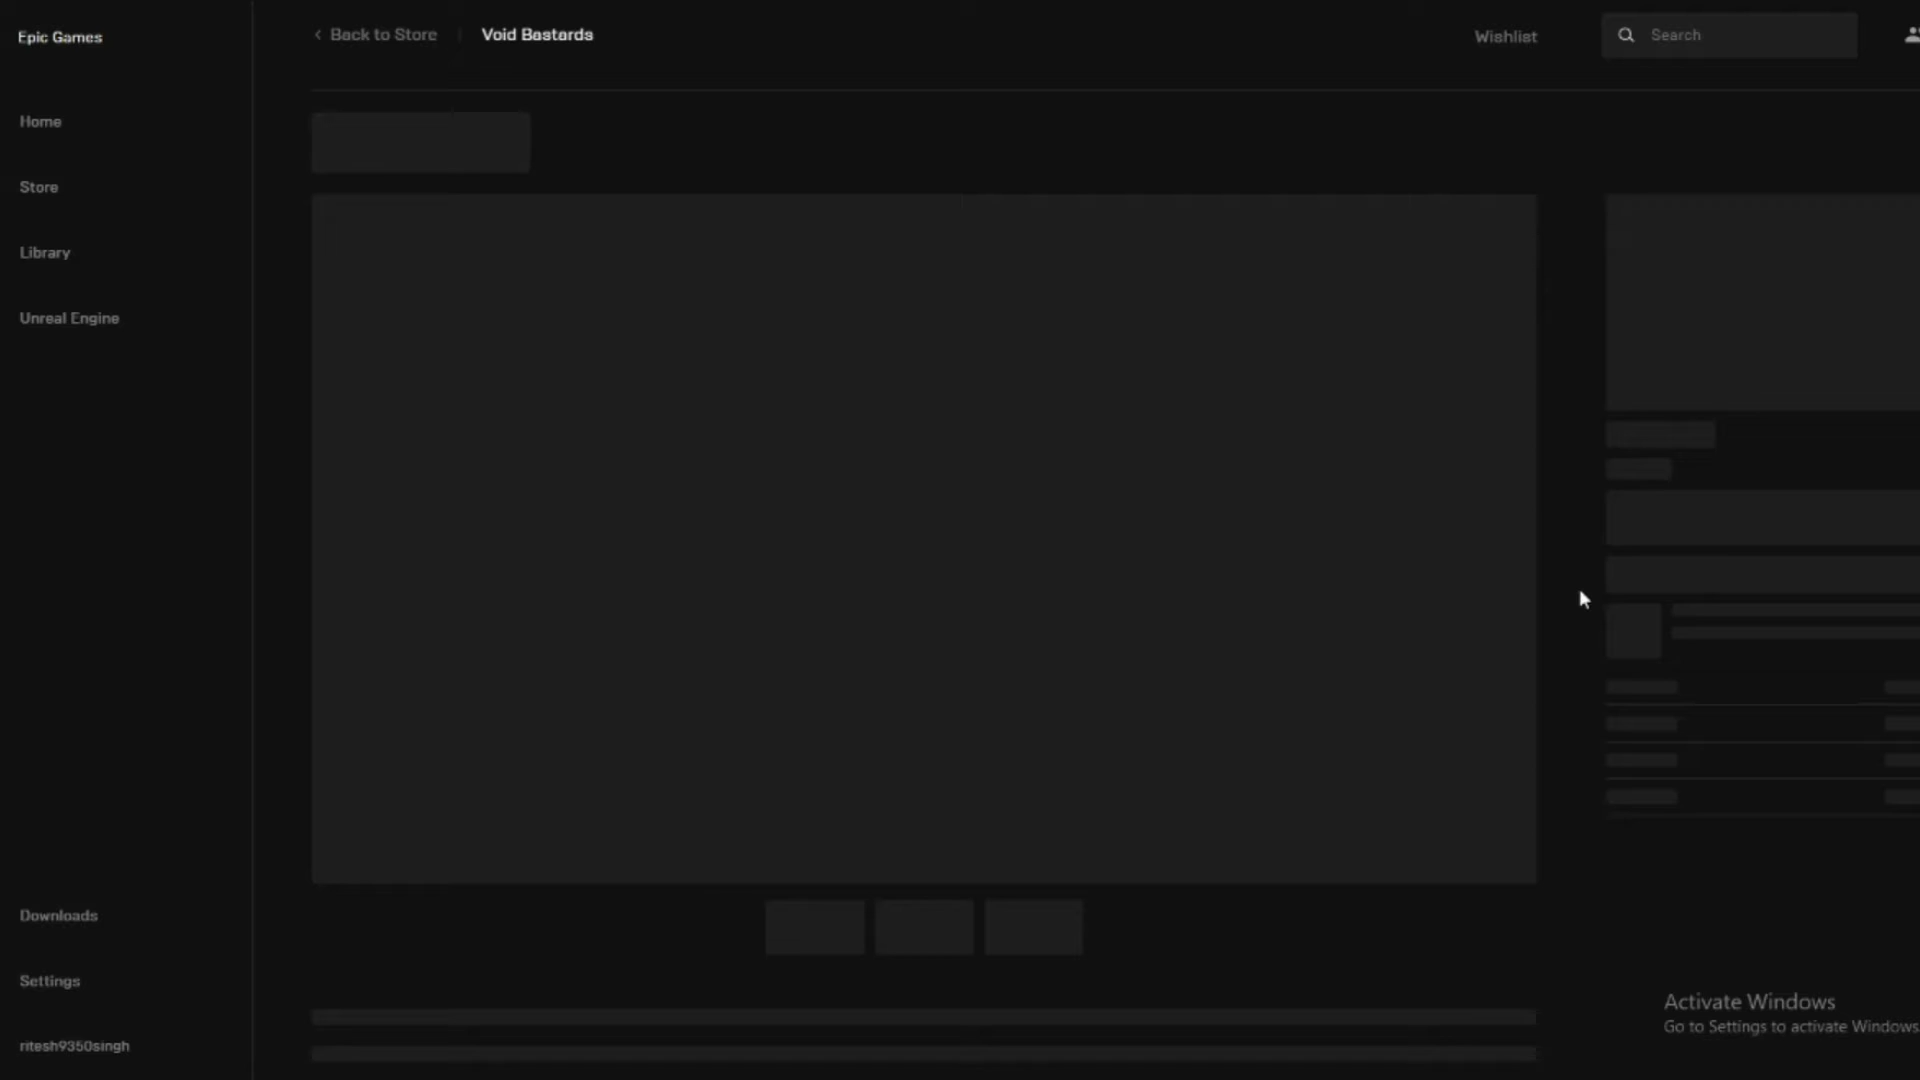 Epic Games
Back to Store
Void Bastards
Wishlist
Search
Home
Store
Library
Unreal Engine
Downloads
Settings
ritesh9350singh
Activate Windows
Go to Settings to activate Windows.